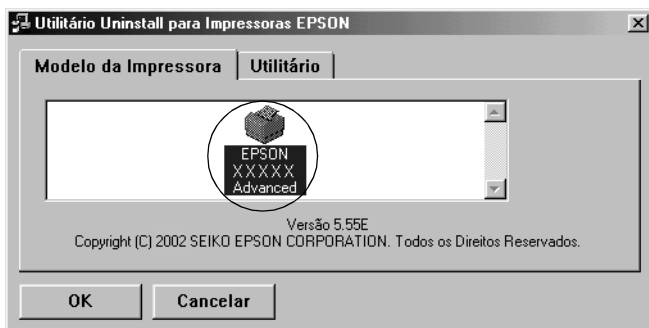 Utilitário Uninstall para Impressoras EPSON
Modelo da Impressora
Utilitário
EPSON
XXXXX
Advanced
Versão 5.55E
Copyright (C) 2002 SEIKO EPSON CORPORATION. Todos os Direitos Reservados.
OK
Cancelar